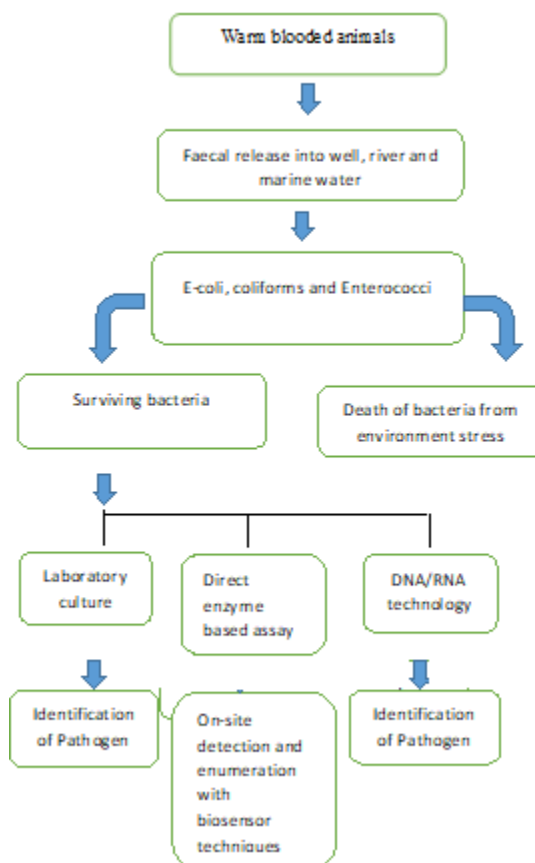 Warm blooded animals
Faecal release into well, river and
marine water
E-coli, coliforms and Enterococci
Surviving bacteria
Death of bacteria from
environment stress
Laboratory
culture
Direct
enzyme
based assay
DNA/RNA
technology
Identification
of Pathogen
On-site
detection and
enumeration
with
biosensor
techniques
Identification
of Pathogen